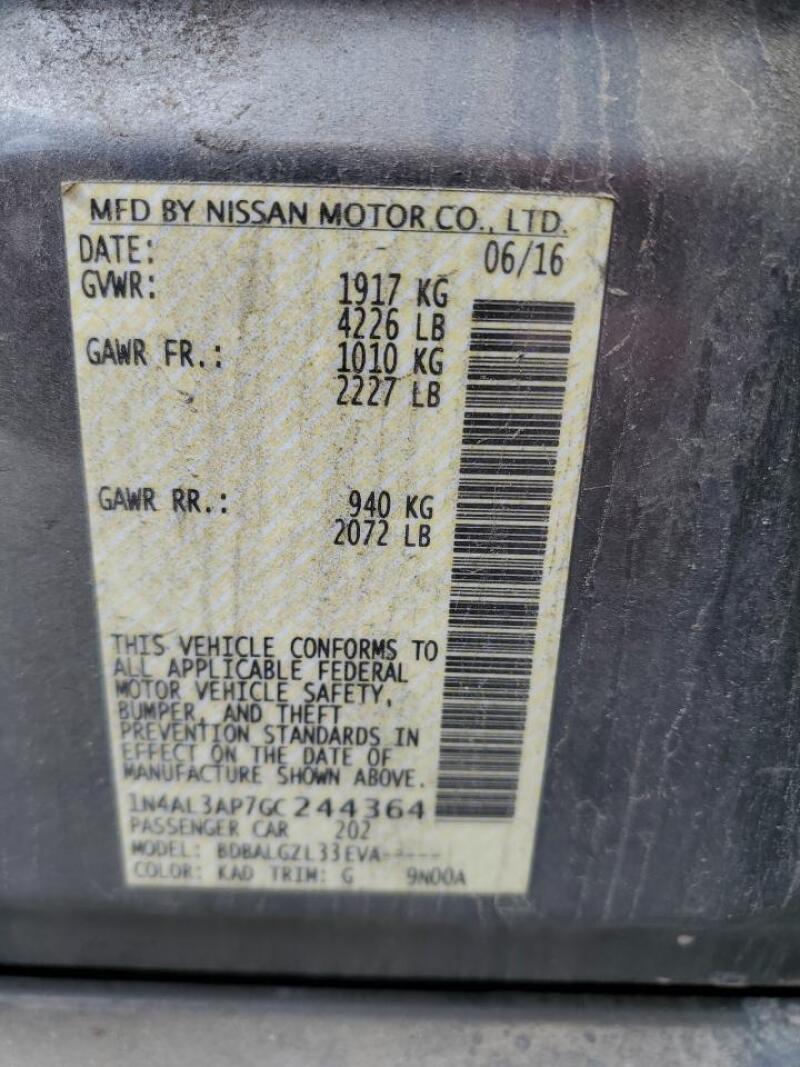 MFD BY NISSAN MOTOR CO., LTD.
DATE: 06/16
GVWR: 1917 KG
4226 LB
GAWR FR.: 1010 KG
2227 LB
GAWR RR.: 940 KG
2072 LB
THIS VEHICLE CONFORMS TO
ALL APPLICABLE FEDERAL
MOTOR VEHICLE SAFETY,
BUMPER, AND THEFT
PREVENTION STANDARDS IN
EFFECT ON THE DATE OF
MANUFACTURE SHOWN ABOVE.
1N4AL3AP7GC244364
PASSENGER CAR 202
MODEL: BDBALGZL33EVA-----
COLOR: KAD TRIM: G 9N00A